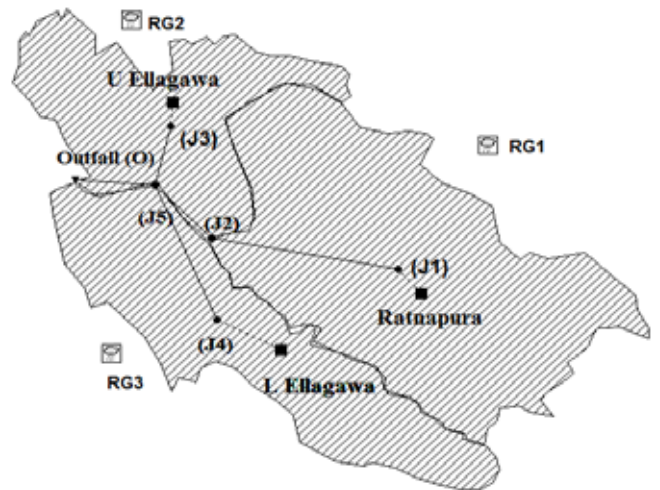 RG2
U Ellagawa
(J3)
RG1
Outfall (O)
(J5)
(J2)
(J1)
Ratnapura
(J4)
RG3
L Ellagawa